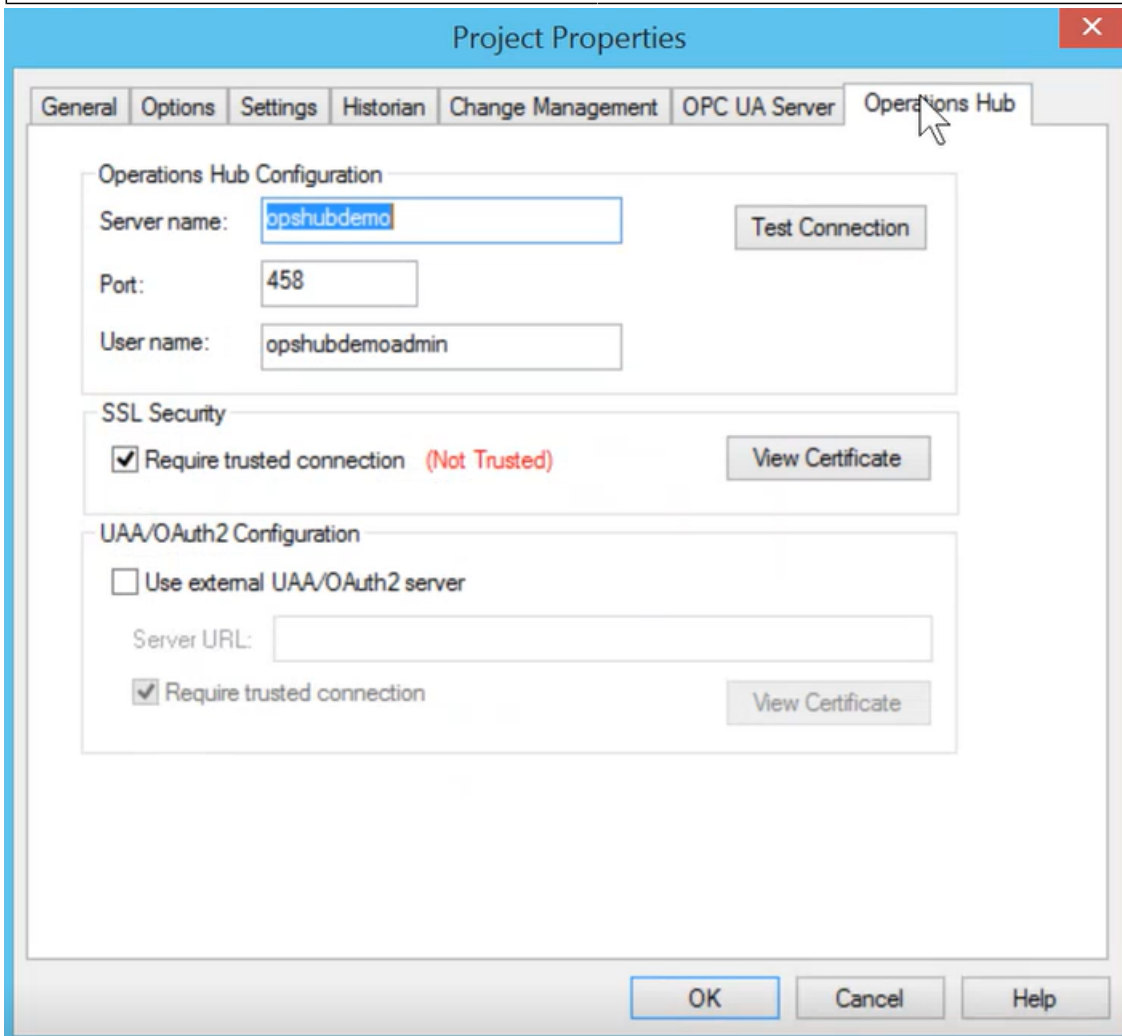 Project Properties
General Options Settings Historian Change Management OPC UA Server Operations Hub
Operations Hub Configuration
Server name: opshubdemo Test Connection
Port: 458
User name: opshubdemoadmin
SSL Security
Require trusted connection (Not Trusted) View Certificate
UAA/OAuth2 Configuration
Use external UAA/OAuth2 server
Server URL:
Require trusted connection View Certificate
OK Cancel Help